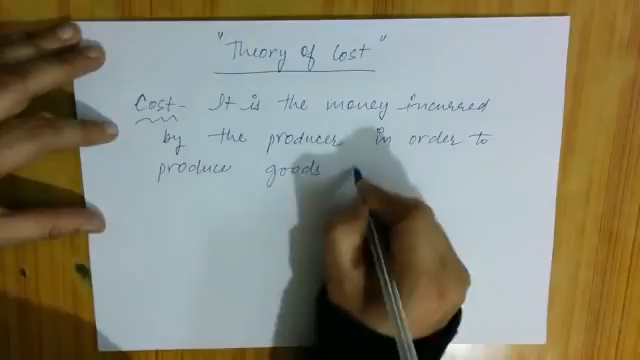 "Theory of Cost"
Cost- It is the money incurred
by the producer in order to
produce goods